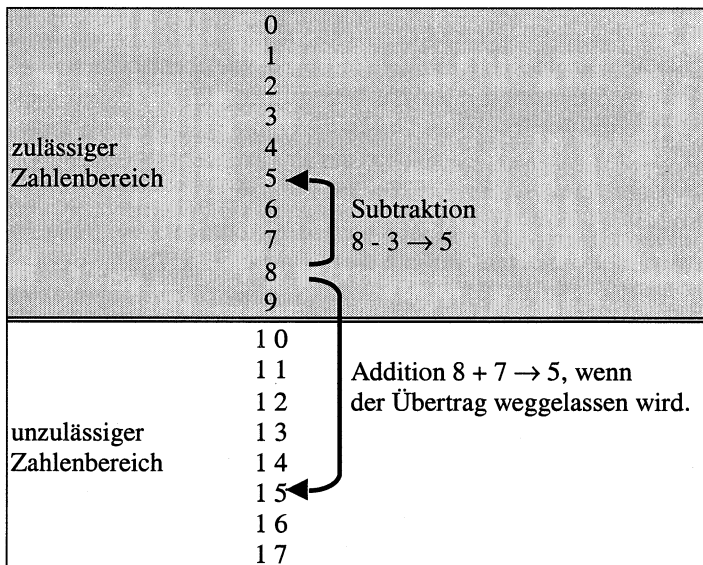 0
1
2
3
zulässiger 4
Zahlenbereich 5
6 Subtraktion
7 8 - 3 → 5
8
9
1 0
1 1 Addition 8 + 7 → 5, wenn
1 2 der Übertrag weggelassen wird.
unzulässiger 1 3
Zahlenbereich 1 4
1 5
1 6
1 7